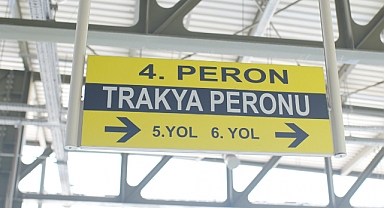 4. PERON
TRAKYA PERONU
→ 5.YOL 6. YOL →